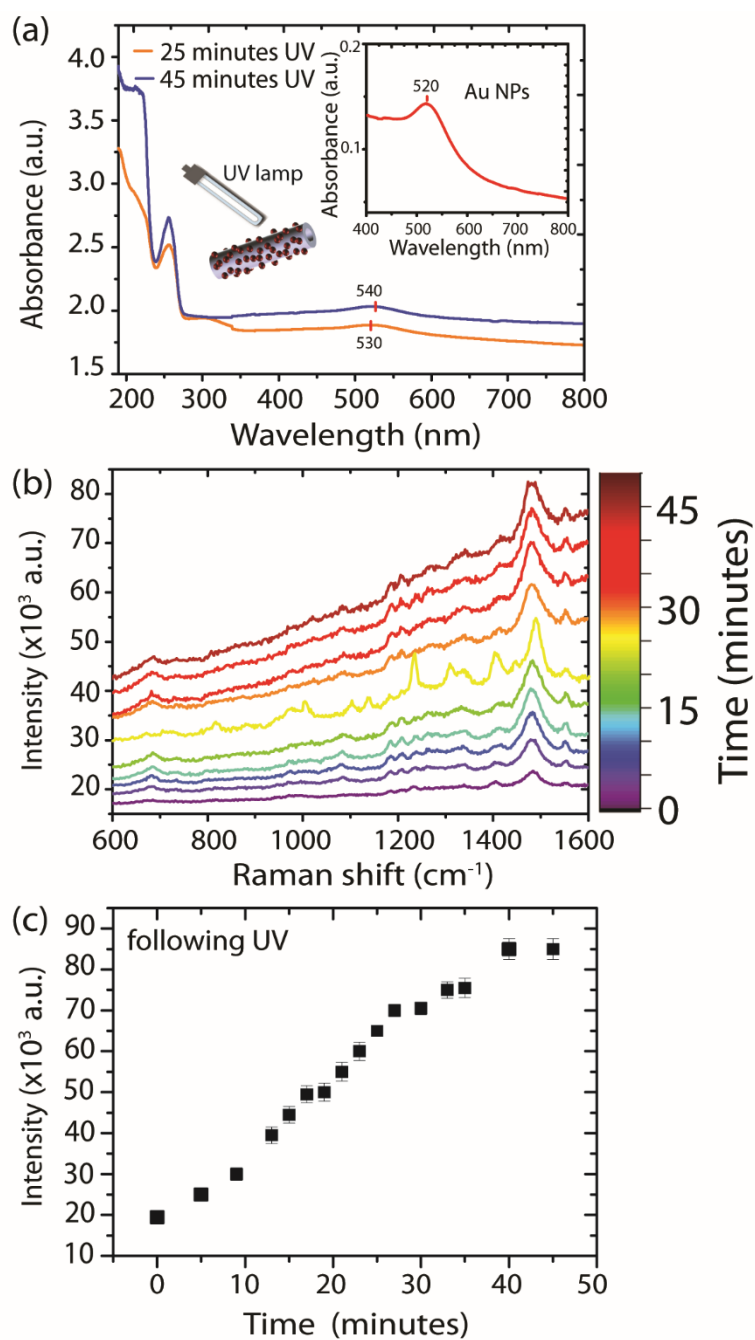 (a)
25 minutes UV
45 minutes UV
4.0
3.5
3.0
2.5
2.0
1.5
Absorbance (a.u.)
UV lamp
0.2
0.1
Absorbance (a.u.)
520
Au NPs
400 500 600 700 800
Wavelength (nm)
540
530
200 300 400 500 600 700 800
Wavelength (nm)
(b)
80
70
60
50
40
30
20
Intensity (x10³ a.u.)
600 800 1000 1200 1400 1600
Raman shift (cm⁻¹)
45
30
15
0
Time (minutes)
(c)
following UV
90
80
70
60
50
40
30
20
10
Intensity (x10³ a.u.)
0 10 20 30 40 50
Time (minutes)